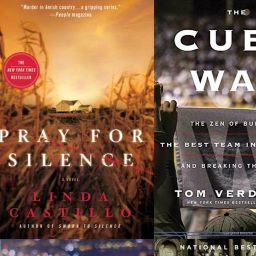 "Murder in Amish country... a gripping series."
—People magazine
THE
NEW YORK TIMES
BESTSELLER
PRAY FOR
SILENCE
A NOVEL
LINDA
CASTILLO
AUTHOR OF SWORN TO SILENCE
THE
CUB
WA
THE ZEN OF BU
THE BEST TEAM IN
AND BREAKING TH
TOM VERD
NATIONAL BES